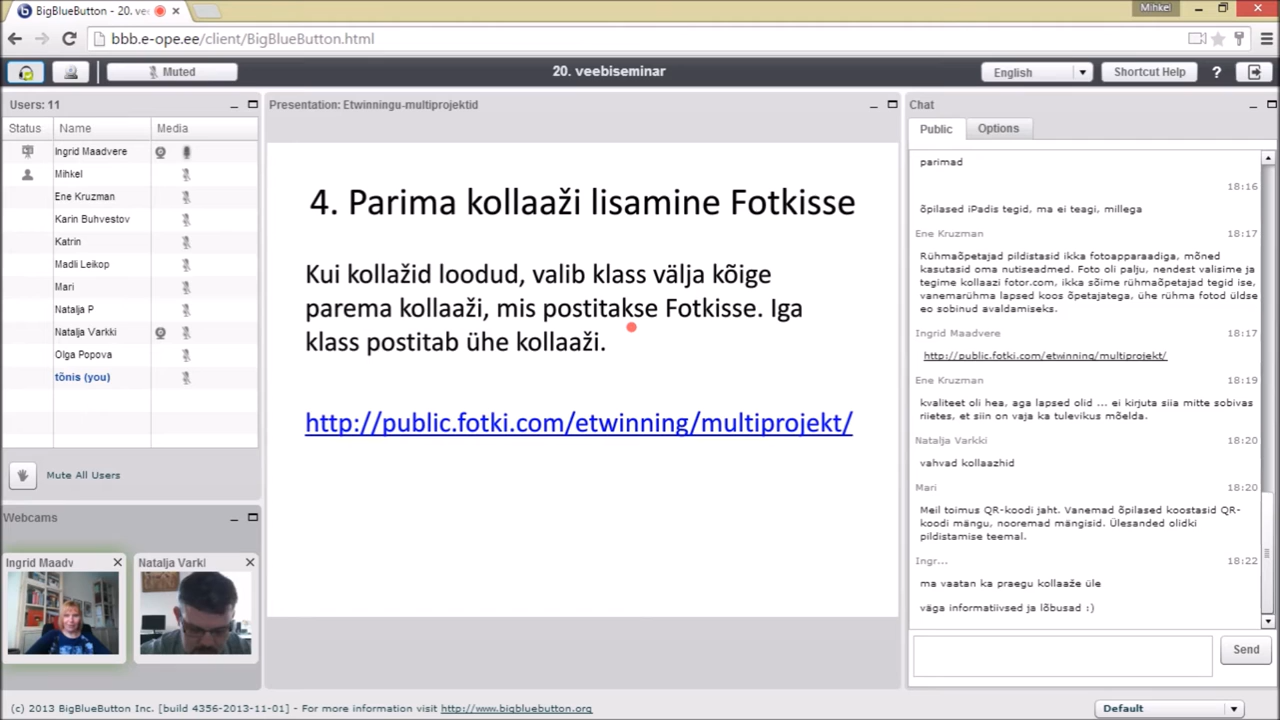 BigBlueButton - 20. vee
Mihkel
bbb.e-ope.ee/client/BigBlueButton.html
Muted
20. veebiseminar
English
Shortcut Help
?
Users: 11
Status Name Media
Ingrid Maadvere
Mihkel
Ene Kruzman
Karin Buhvestov
Katrin
Madli Leikop
Mari
Natalja P
Natalja Varkki
Olga Popova
tõnis (you)
Mute All Users
Webcams
Ingrid Maadv
Natalja Varkl
Presentation: Etwinningu-multiprojektid
4. Parima kollaaži lisamine Fotkisse
Kui kollažid loodud, valib klass välja kõige
parema kollaaži, mis postitakse Fotkisse. Iga
klass postitab ühe kollaaži.
http://public.fotki.com/etwinning/multiprojekt/
Chat
Public Options
parimad
18:16
õpilased iPadis tegid, ma ei teagi, millega
Ene Kruzman 18:17
Rühmaõpetajad pildistasid ikka fotoapparaadiga, mõned
kasutasid oma nutiseadmed. Foto oli palju, nendest valisime ja
tegime kollaazi fotor.com, ikka sõime rühmaõpetajad tegid ise,
vanemarühma lapsed koos õpetajatega, ühe rühma fotod üldse
eo sobinud avaldamiseks.
Ingrid Maadvere 18:17
http://public.fotki.com/etwinning/multiprojekt/
Ene Kruzman 18:19
kvaliteet oli hea, aga lapsed olid ... ei kirjuta siia mitte sobivas
riietes, et siin on vaja ka tulevikus mõelda.
Natalja Varkki 18:20
vahvad kollaazhid
Mari 18:20
Meil toimus QR-koodi jaht. Vanemad õpilased koostasid QR-
koodi mängu, nooremad mängisid. Ülesanded olidki
pildistamise teemal.
Ingr... 18:22
ma vaatan ka praegu kollaaže üle
väga informatiivsed ja lõbusad :)
Send
(c) 2013 BigBlueButton Inc. [build 4356-2013-11-01] - For more information visit http://www.bigbluebutton.org
Default